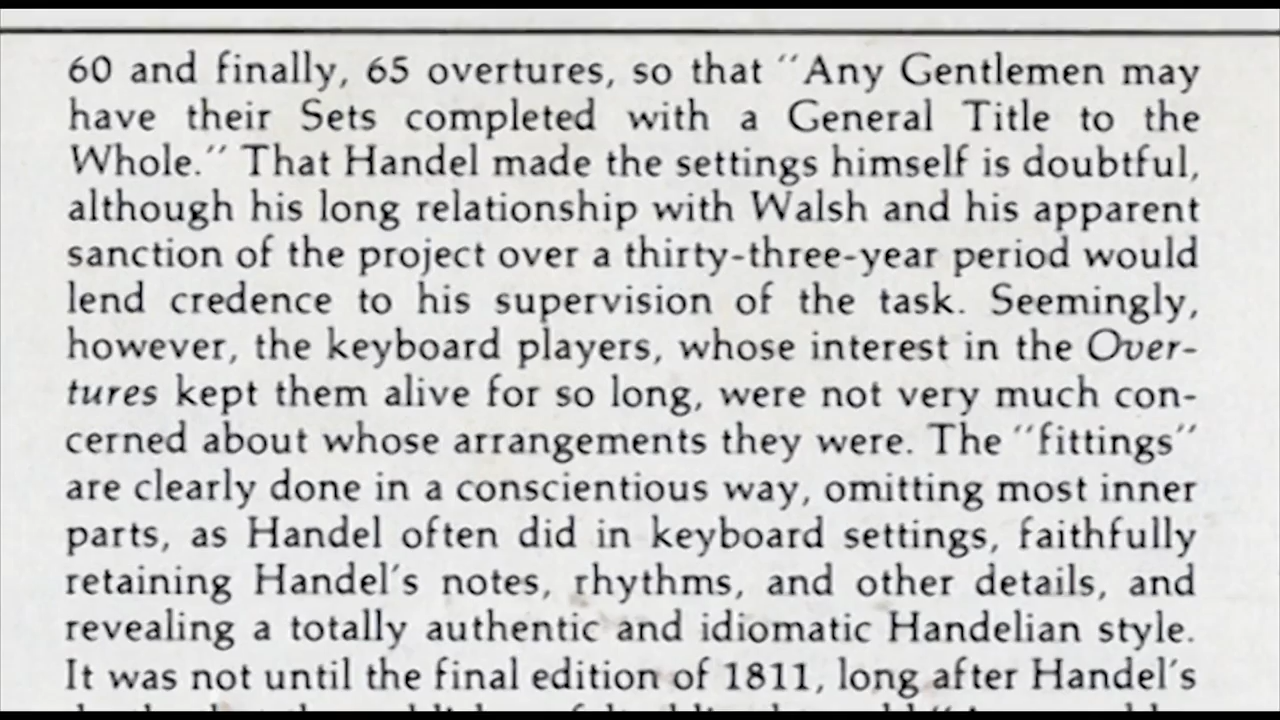 60 and finally, 65 overtures, so that "Any Gentlemen may
have their Sets completed with a General Title to the
Whole." That Handel made the settings himself is doubtful,
although his long relationship with Walsh and his apparent
sanction of the project over a thirty-three-year period would
lend credence to his supervision of the task. Seemingly,
however, the keyboard players, whose interest in the Over-
tures kept them alive for so long, were not very much con-
cerned about whose arrangements they were. The "fittings"
are clearly done in a conscientious way, omitting most inner
parts, as Handel often did in keyboard settings, faithfully
retaining Handel's notes, rhythms, and other details, and
revealing a totally authentic and idiomatic Handelian style.
It was not until the final edition of 1811, long after Handel's